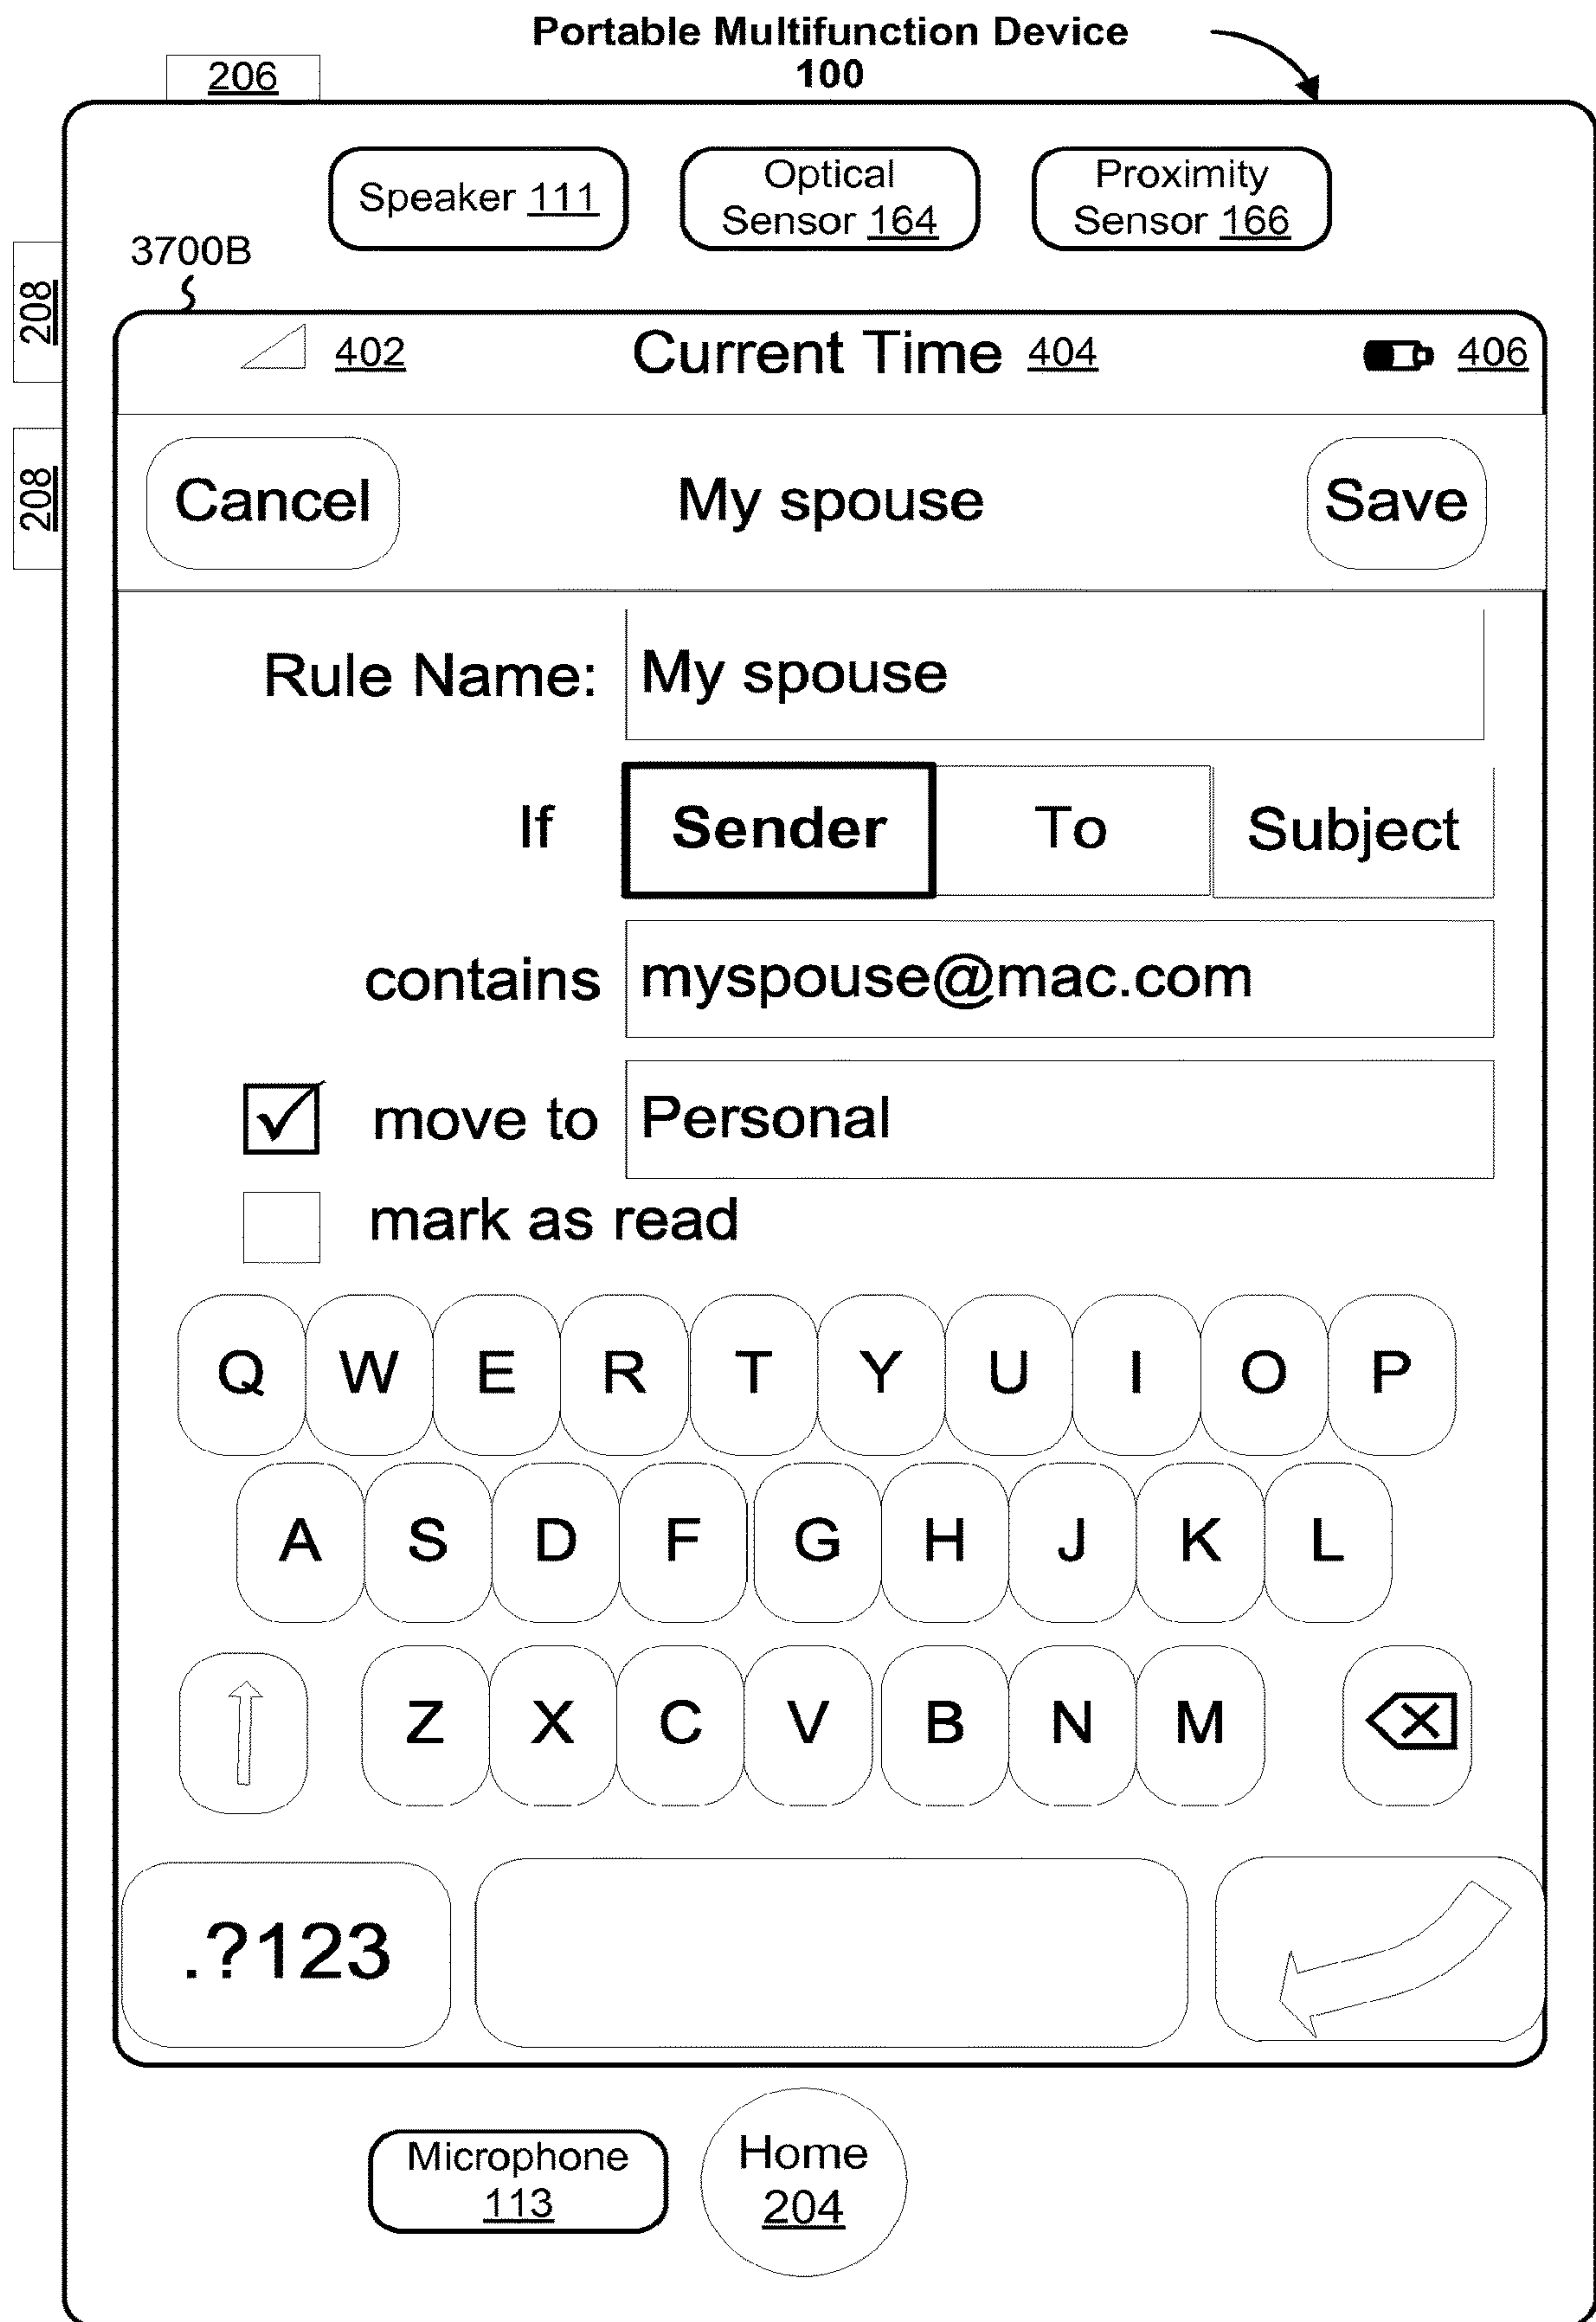 Portable Multifunction Device
100
206
Speaker 111
Optical
Sensor 164
Proximity
Sensor 166
3700B
208
208
402
Current Time 404
406
Cancel
My spouse
Save
Rule Name:
My spouse
If
Sender
To
Subject
contains
myspouse@mac.com
move to
Personal
mark as read
Q W E R T Y U I O P
A S D F G H J K L
Z X C V B N M
.?123
Microphone
113
Home
204